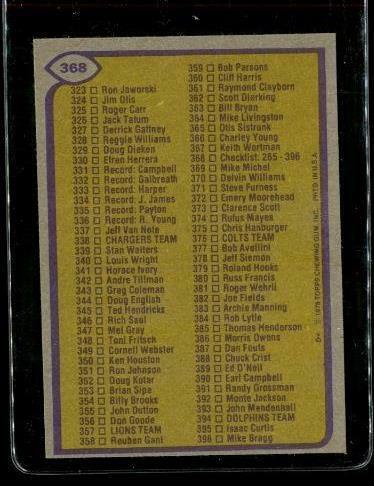 368
323 Ron Jaworski
324 Jim Otis
325 Roger Carr
326 Jack Tatum
327 Derrick Gaffney
328 Reggie Williams
329 Doug Dieken
330 Efren Herrera
331 Record: Campbell
332 Record: Galbreath
333 Record: Harper
334 Record: J. James
335 Record: Payton
336 Record: R. Young
337 Jeff Van Note
338 CHARGERS TEAM
339 Stan Walters
340 Louis Wright
341 Horace Ivory
342 Andre Tillman
343 Greg Coleman
344 Doug English
345 Ted Hendricks
346 Rich Saul
347 Mel Gray
348 Toni Fritsch
349 Cornell Webster
350 Ken Houston
351 Ron Johnson
352 Doug Kotar
353 Brian Sipe
354 Billy Brooks
355 John Dutton
356 Don Goode
357 LIONS TEAM
358 Reuben Gant
359 Bob Parsons
360 Cliff Harris
361 Raymond Clayborn
362 Scott Dierking
363 Bill Bryan
364 Mike Livingston
365 Otis Sistrunk
366 Charley Young
367 Keith Wortman
368 Checklist: 265 - 396
369 Mike Michel
370 Delvin Williams
371 Steve Furness
372 Emery Moorehead
373 Clarence Scott
374 Rufus Mayes
375 Chris Hanburger
376 COLTS TEAM
377 Bob Avellini
378 Jeff Siemon
379 Roland Hooks
380 Russ Francis
381 Roger Wehrli
382 Joe Fields
383 Archie Manning
384 Rob Lytle
385 Thomas Henderson
386 Morris Owens
387 Dan Fouts
388 Chuck Crist
389 Ed O'Neil
390 Earl Campbell
391 Randy Grossman
392 Monte Jackson
393 John Mendenhall
394 DOLPHINS TEAM
395 Isaac Curtis
396 Mike Bragg
D* © 1979 TOPPS CHEWING GUM, INC. PRTD. IN U.S.A.